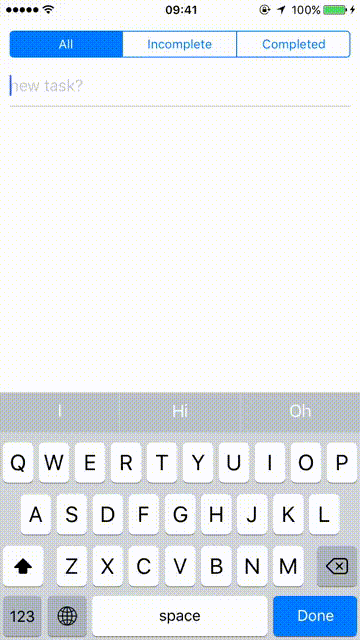 09:41 100%
All Incomplete Completed
new task?
I Hi Oh
Q W E R T Y U I O P
A S D F G H J K L
Z X C V B N M
123 space Done